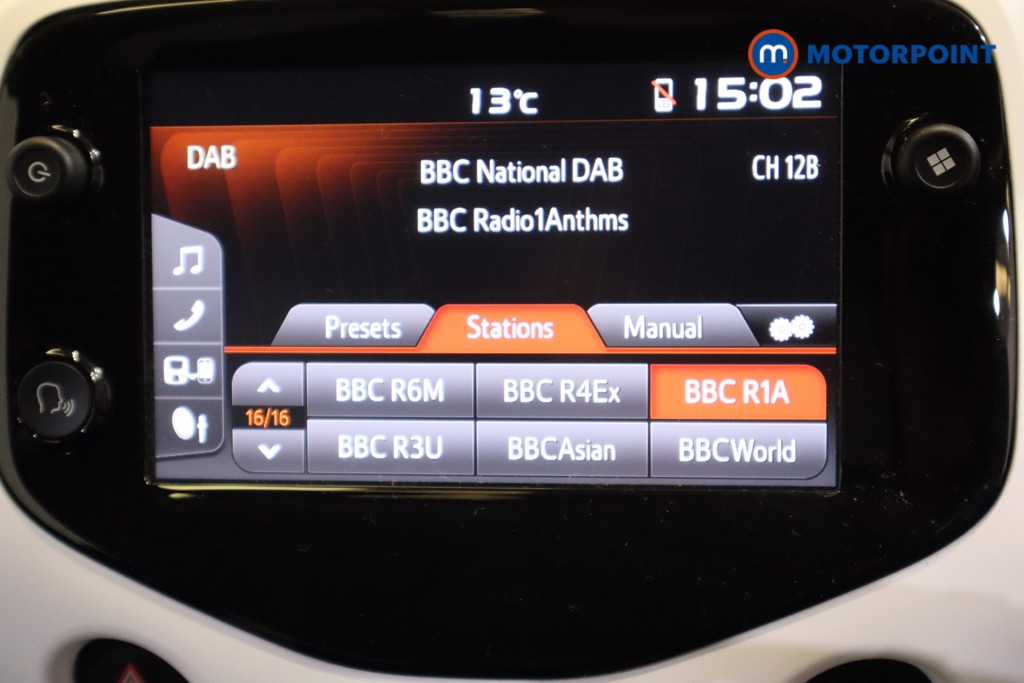 m MOTORPOINT
13°C 15:02
DAB BBC National DAB CH 12B
BBC Radio1Anthms
Presets Stations Manual
BBC R6M BBC R4Ex BBC R1A
16/16
BBC R3U BBCAsian BBCWorld